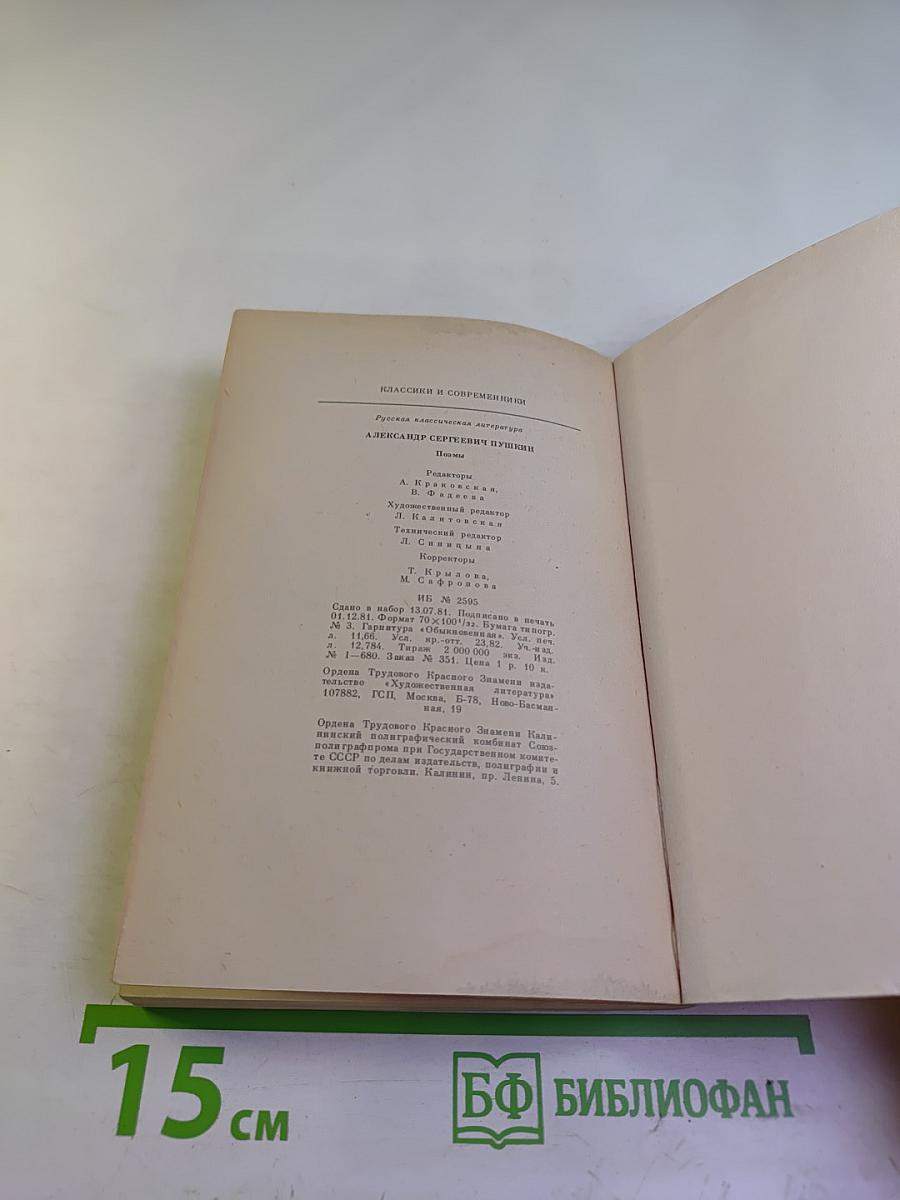 КЛАССИКИ И СОВРЕМЕННИКИ
Русская классическая литература
АЛЕКСАНДР СЕРГЕЕВИЧ ПУШКИН
Поэмы
Редакторы
А. Краковская,
В. Фадеева
Художественный редактор
Л. Калитовская
Технический редактор
Л. Синицына
Корректоры
Т. Крылова,
М. Сафронова
ИБ № 2595
Сдано в набор 13.07.81. Подписано в печать
01.12.81. Формат 70×100¹/₃₂. Бумага типогр.
№ 3. Гарнитура «Обыкновенная». Усл. печ.
л. 11,66. Усл. кр.-отт. 23,82. Уч.-изд.
л. 12,784. Тираж 2 000 000 экз. Изд.
№ 1—680. Заказ № 351. Цена 1 р. 10 к.
Ордена Трудового Красного Знамени изда-
тельство «Художественная литература»
107882, ГСП, Москва, Б-78, Ново-Басман-
ная, 19
Ордена Трудового Красного Знамени Кали-
нинский полиграфический комбинат Союз-
полиграфпрома при Государственном комите-
те СССР по делам издательств, полиграфии и
книжной торговли. Калинин, пр. Ленина, 5.
15 см
БФ БИБЛИОФАН